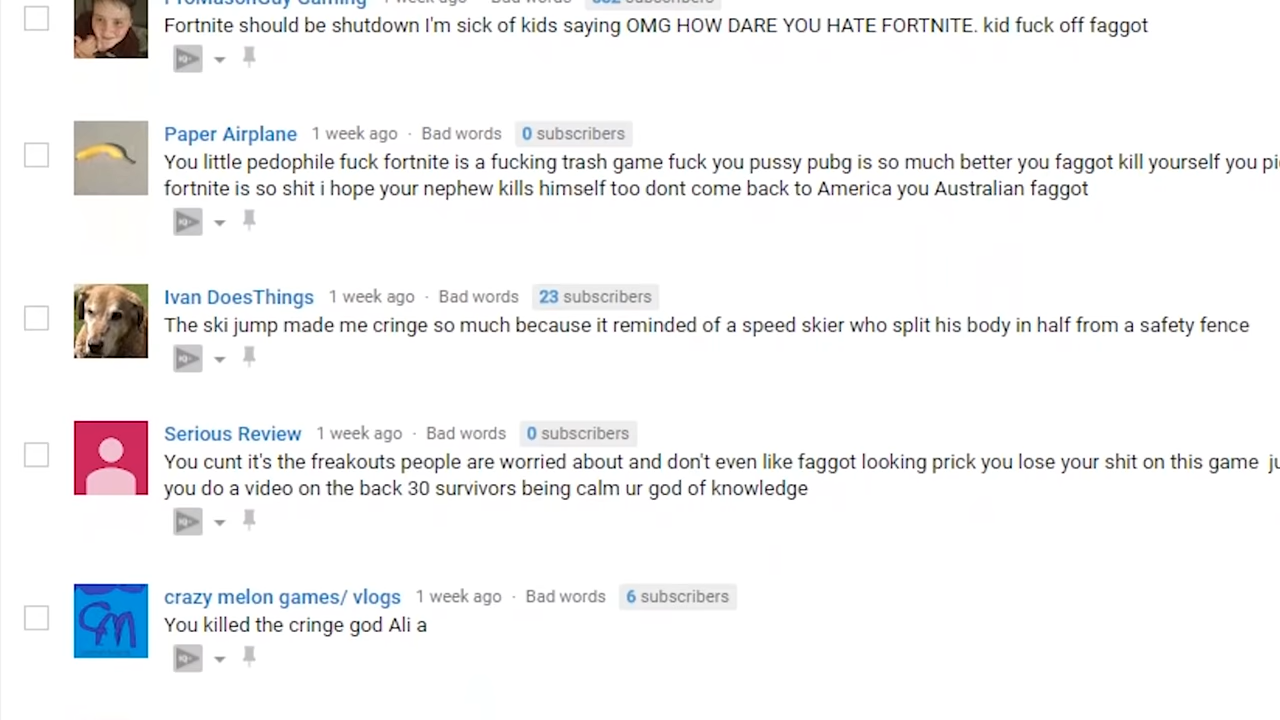 Fortnite should be shutdown I'm sick of kids saying OMG HOW DARE YOU HATE FORTNITE. kid fuck off faggot
Paper Airplane 1 week ago · Bad words 0 subscribers
You little pedophile fuck fortnite is a fucking trash game fuck you pussy pubg is so much better you faggot kill yourself you
fortnite is so shit i hope your nephew kills himself too dont come back to America you Australian faggot
Ivan DoesThings 1 week ago · Bad words 23 subscribers
The ski jump made me cringe so much because it reminded of a speed skier who split his body in half from a safety fence
Serious Review 1 week ago · Bad words 0 subscribers
You cunt it's the freakouts people are worried about and don't even like faggot looking prick you lose your shit on this game
you do a video on the back 30 survivors being calm ur god of knowledge
crazy melon games/ vlogs 1 week ago · Bad words 6 subscribers
You killed the cringe god Ali a